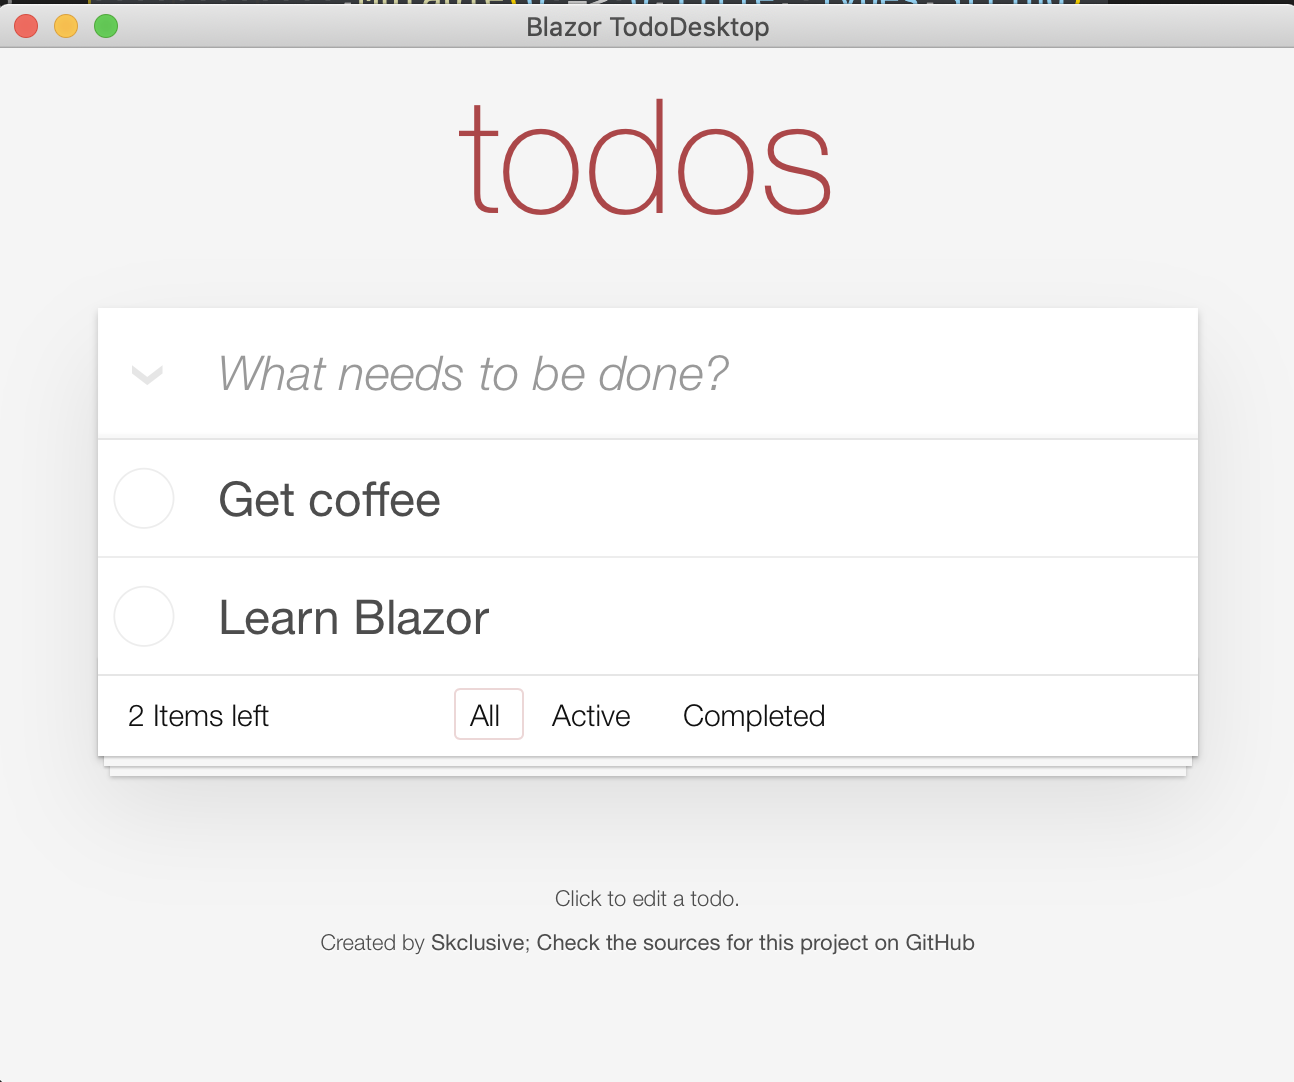 Blazor TodoDesktop
todos
What needs to be done?
Get coffee
Learn Blazor
2 Items left All Active Completed
Click to edit a todo.
Created by Skclusive; Check the sources for this project on GitHub